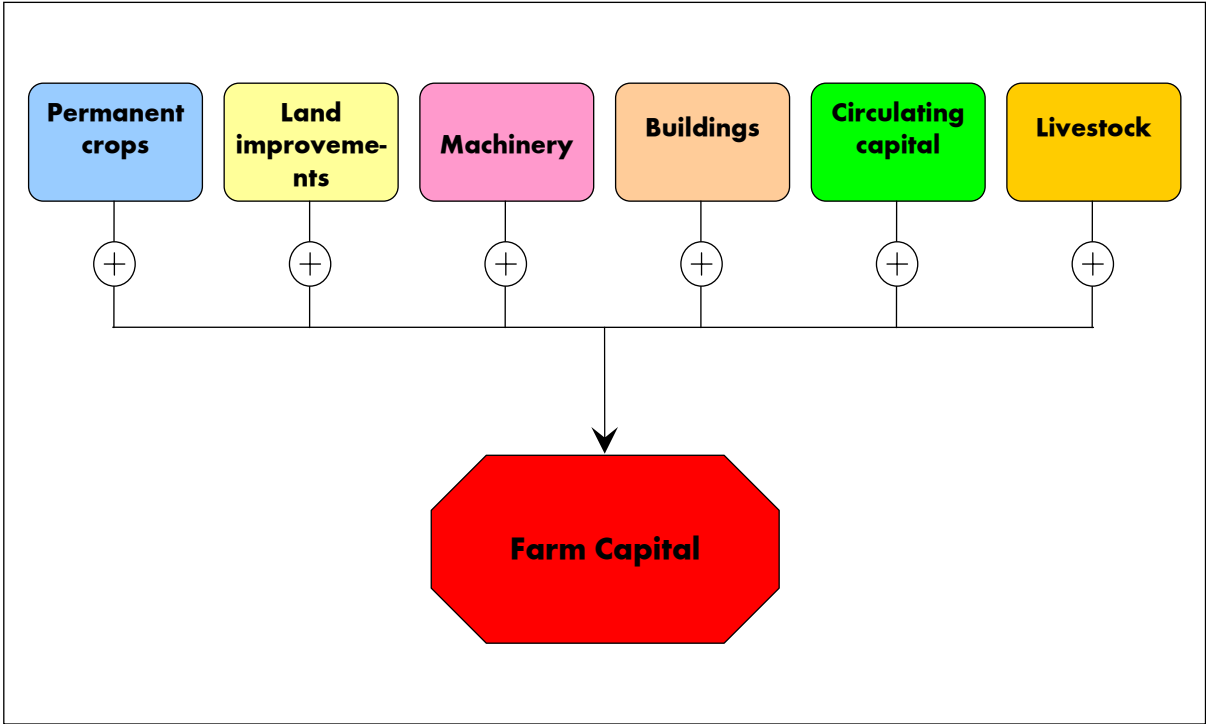 Permanent
crops
Land
improveme-
nts
Machinery
Buildings
Circulating
capital
Livestock
+
+
+
+
+
+
Farm Capital